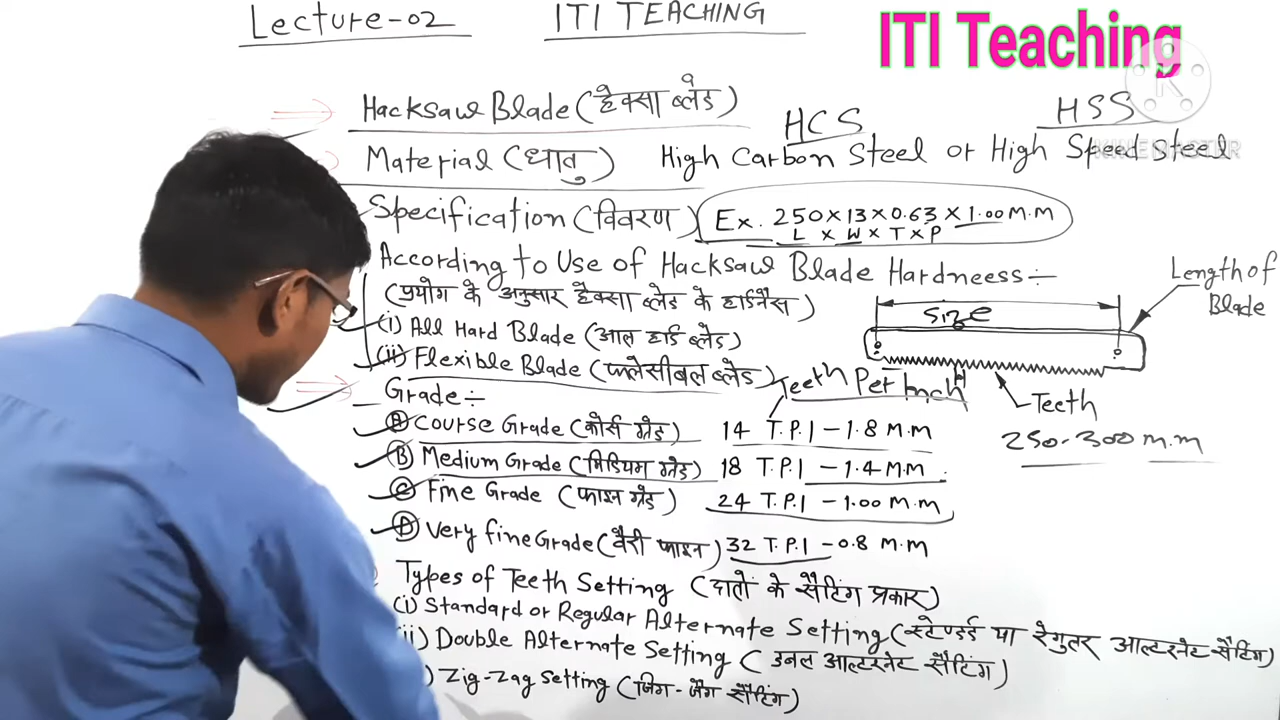 Lecture-02 ITI TEACHING
ITI Teaching
Hacksaw Blade (हेक्सा ब्लेड)
HCS HSS
Material (धातु) High Carbon Steel or High Speed Steel
Specification (विवरण) Ex. 250×13×0.63×1.00 M.M
L × W × T × P
According to Use of Hacksaw Blade Hardneess:-
(प्रयोग के अनुसार हैक्सा ब्लेड के हार्डनैस)
Length of
Blade
size
(i) All Hard Blade (आल हार्ड ब्लेड)
(ii) Flexible Blade (फ्लेसीबल ब्लैड)
Teeth Per Inch
Teeth
250-300 m.m
Grade:-
(A) Course Grade (कोर्स ग्रेड) 14 T.P.I - 1.8 M.M
(B) Medium Grade (मिडियम ग्रेड) 18 T.P.I - 1.4 M.M
(C) Fine Grade (फाइन ग्रेड) 24 T.P.I - 1.00 M.M
(D) Very fine Grade (वैरी फाइन) 32 T.P.I - 0.8 M.M
Types of Teeth Setting (दातो के सैटिंग प्रकार)
(i) Standard or Regular Alternate Setting (स्टेण्डर्ड या रेगुलर आल्टरनेट सैटिंग)
ii) Double Alternate Setting (डबल आल्टरनेट सैटिंग)
) Zig-Zag Setting (जिग-जैग सैटिंग)